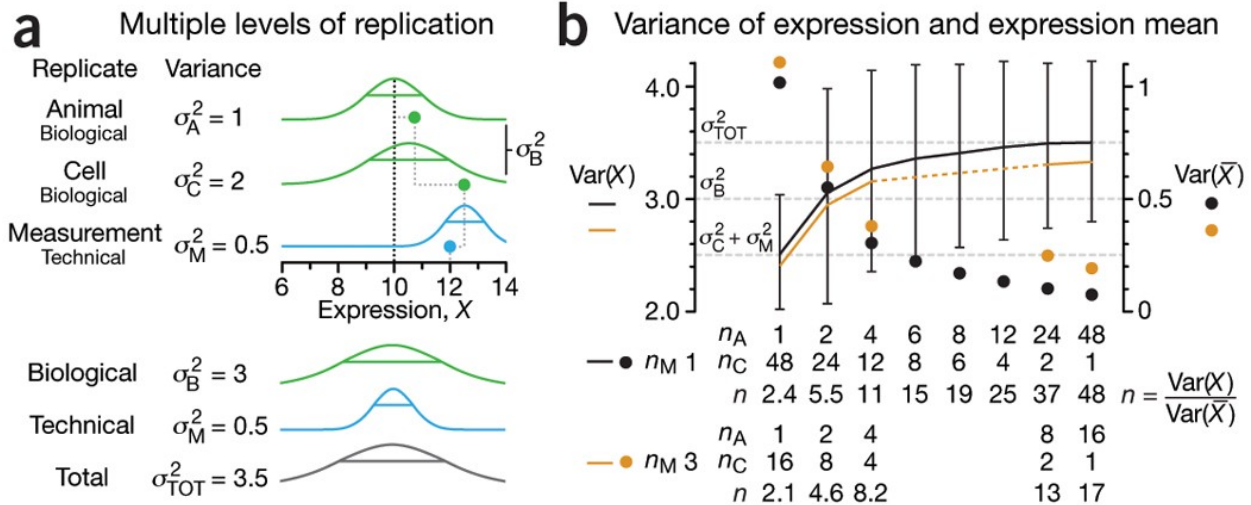 a Multiple levels of replication
Replicate Variance
Animal
Biological
σ²A = 1
Cell
Biological
σ²C = 2
σ²B
Measurement
Technical
σ²M = 0.5
6 8 10 12 14
Expression, X
Biological σ²B = 3
Technical σ²M = 0.5
Total σ²TOT = 3.5
b Variance of expression and expression mean
4.0
3.0
2.0
Var(X)
σ²TOT
σ²B
σ²C + σ²M
1
0.5
0
Var(X̅)
nA 1 2 4 6 8 12 24 48
nM 1 nC 48 24 12 8 6 4 2 1
n 2.4 5.5 11 15 19 25 37 48
n = Var(X)
Var(X̅)
nA 1 2 4 8 16
nM 3 nC 16 8 4 2 1
n 2.1 4.6 8.2 13 17